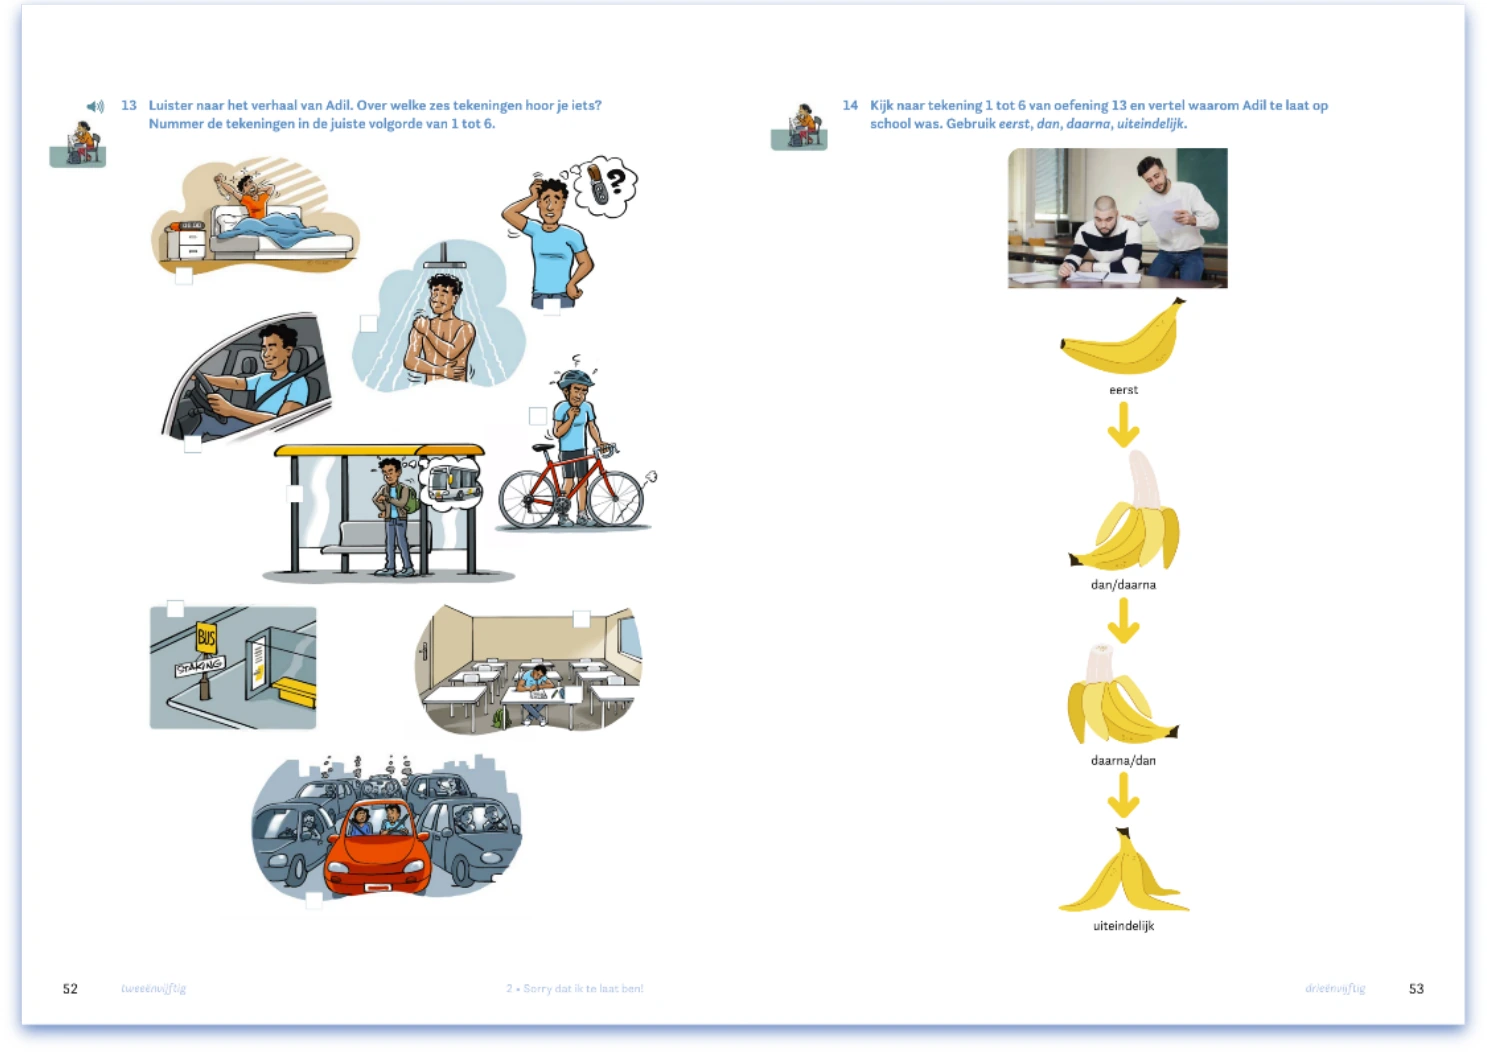 13 Luister naar het verhaal van Adil. Over welke zes tekeningen hoor je iets?
Nummer de tekeningen in de juiste volgorde van 1 tot 6.
?
BUS
STAKING
52 tweeënvijftig
2 • Sorry dat ik te laat ben!
14 Kijk naar tekening 1 tot 6 van oefening 13 en vertel waarom Adil te laat op
school was. Gebruik eerst, dan, daarna, uiteindelijk.
eerst
dan/daarna
daarna/dan
uiteindelijk
drieënvijftig 53